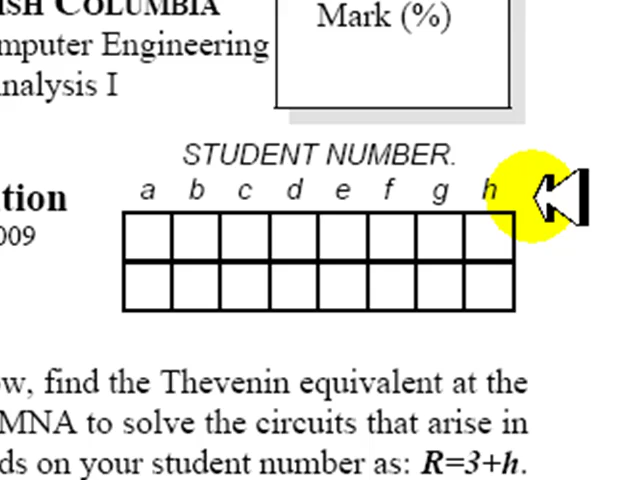 ISH COLUMBIA
Mark (%)
mputer Engineering
nalysis I
STUDENT NUMBER.
a b c d e f g h
tion
009
ow, find the Thevenin equivalent at the
MNA to solve the circuits that arise in
ds on your student number as: R=3+h.